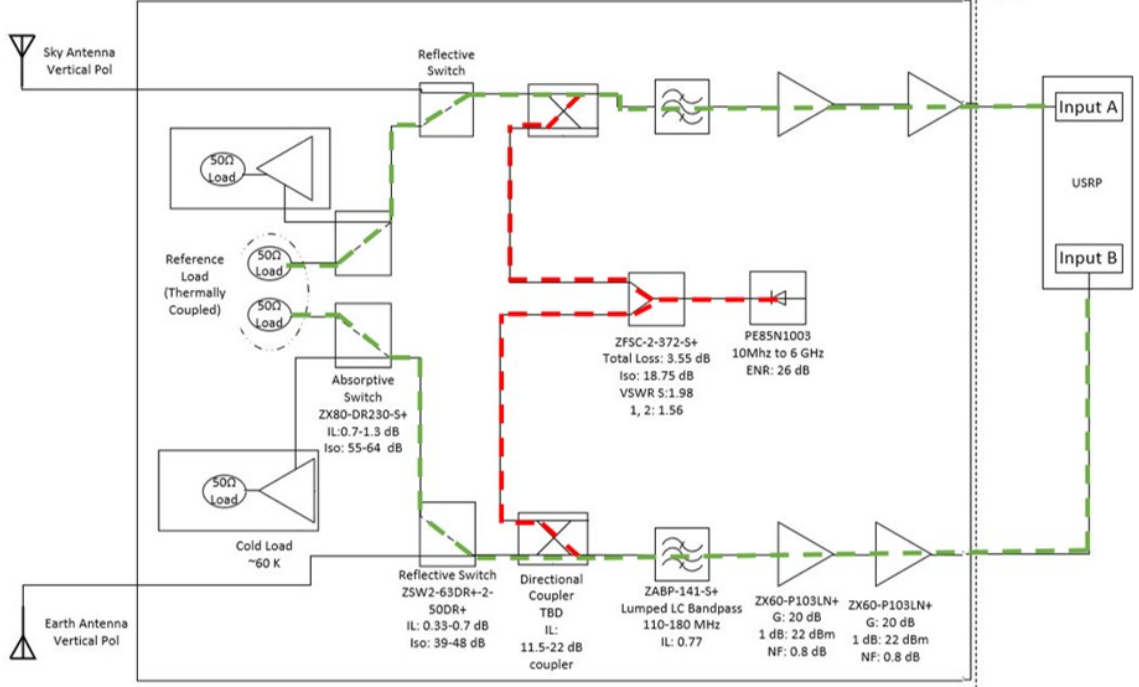 Sky Antenna
Vertical Pol
Reflective
Switch
Input A
USRP
Input B
50Ω
Load
Reference
Load
(Thermally
Coupled)
50Ω
Load
50Ω
Load
Absorptive
Switch
ZX80-DR230-S+
IL:0.7-1.3 dB
Iso: 55-64 dB
ZFSC-2-372-S+
Total Loss: 3.55 dB
Iso: 18.75 dB
VSWR S:1.98
1, 2: 1.56
PE85N1003
10Mhz to 6 GHz
ENR: 26 dB
50Ω
Load
Cold Load
~60 K
Earth Antenna
Vertical Pol
Reflective Switch
ZSW2-63DR+-2-
50DR+
IL: 0.33-0.7 dB
Iso: 39-48 dB
Directional
Coupler
TBD
IL:
11.5-22 dB
coupler
ZABP-141-S+
Lumped LC Bandpass
110-180 MHz
IL: 0.77
ZX60-P103LN+
G: 20 dB
1 dB: 22 dBm
NF: 0.8 dB
ZX60-P103LN+
G: 20 dB
1 dB: 22 dBm
NF: 0.8 dB